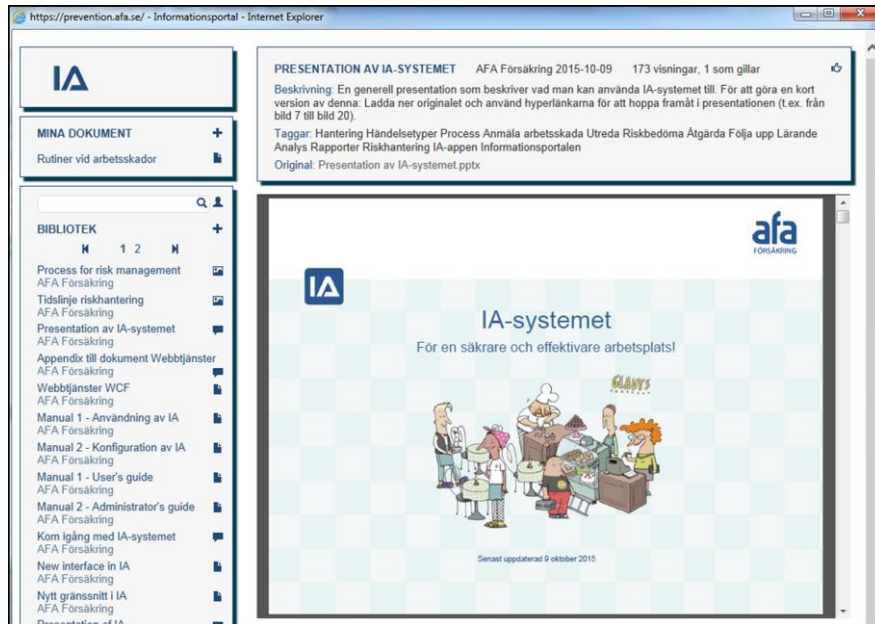 https://prevention.afa.se/ - Informationsportal - Internet Explorer
IA
MINA DOKUMENT
Rutiner vid arbetsskador
BIBLIOTEK
1 2
Process for risk management
AFA Försäkring
Tidslinje riskhantering
AFA Försäkring
Presentation av IA-systemet
AFA Försäkring
Appendix till dokument Webbtjänster
AFA Försäkring
Webbtjänster WCF
AFA Försäkring
Manual 1 - Användning av IA
AFA Försäkring
Manual 2 - Konfiguration av IA
AFA Försäkring
Manual 1 - User's guide
AFA Försäkring
Manual 2 - Administrator's guide
AFA Försäkring
Kom igång med IA-systemet
AFA Försäkring
New interface in IA
AFA Försäkring
Nytt gränssnitt i IA
AFA Försäkring
Presentation of IA
PRESENTATION AV IA-SYSTEMET AFA Försäkring 2015-10-09 173 visningar, 1 som gillar
Beskrivning: En generell presentation som beskriver vad man kan använda IA-systemet till. För att göra en kort
version av denna: Ladda ner originalet och använd hyperlänkarna för att hoppa framåt i presentationen (t.ex. från
bild 7 till bild 20).
Taggar: Hantering Händelsetyper Process Anmäla arbetsskada Utreda Riskbedöma Åtgärda Följa upp Lärande
Analys Rapporter Riskhantering IA-appen Informationsportalen
Original: Presentation av IA-systemet.pptx
afa
FÖRSÄKRING
IA
IA-systemet
För en säkrare och effektivare arbetsplats!
GLADYS
Senast uppdaterad 9 oktober 2015